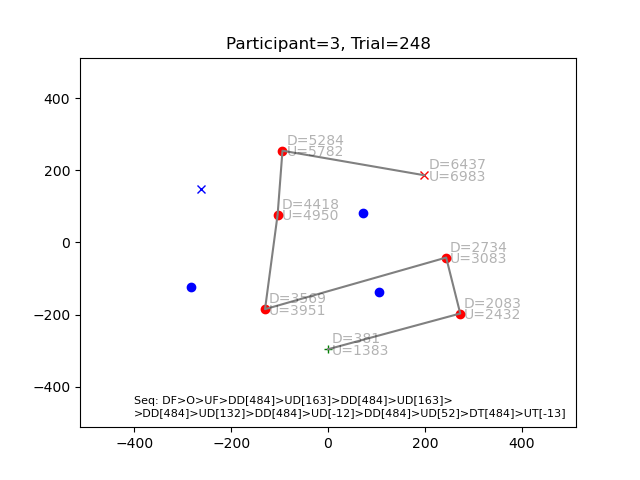 Participant=3, Trial=248
400
200
0
−200
−400
D=5284
U=5782
D=6437
U=6983
D=4418
U=4950
D=2734
U=3083
D=3569
U=3951
D=2083
U=2432
D=381
U=1383
Seq: DF>O>UF>DD[484]>UD[163]>DD[484]>UD[163]>
>DD[484]>UD[132]>DD[484]>UD[-12]>DD[484]>UD[52]>DT[484]>UT[-13]
−400 −200 0 200 400